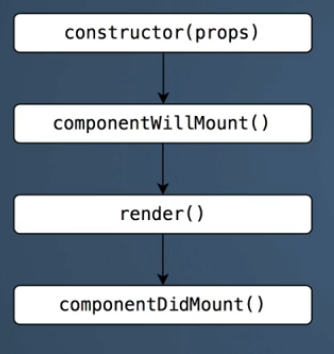 constructor(props)
componentWillMount()
render()
componentDidMount()